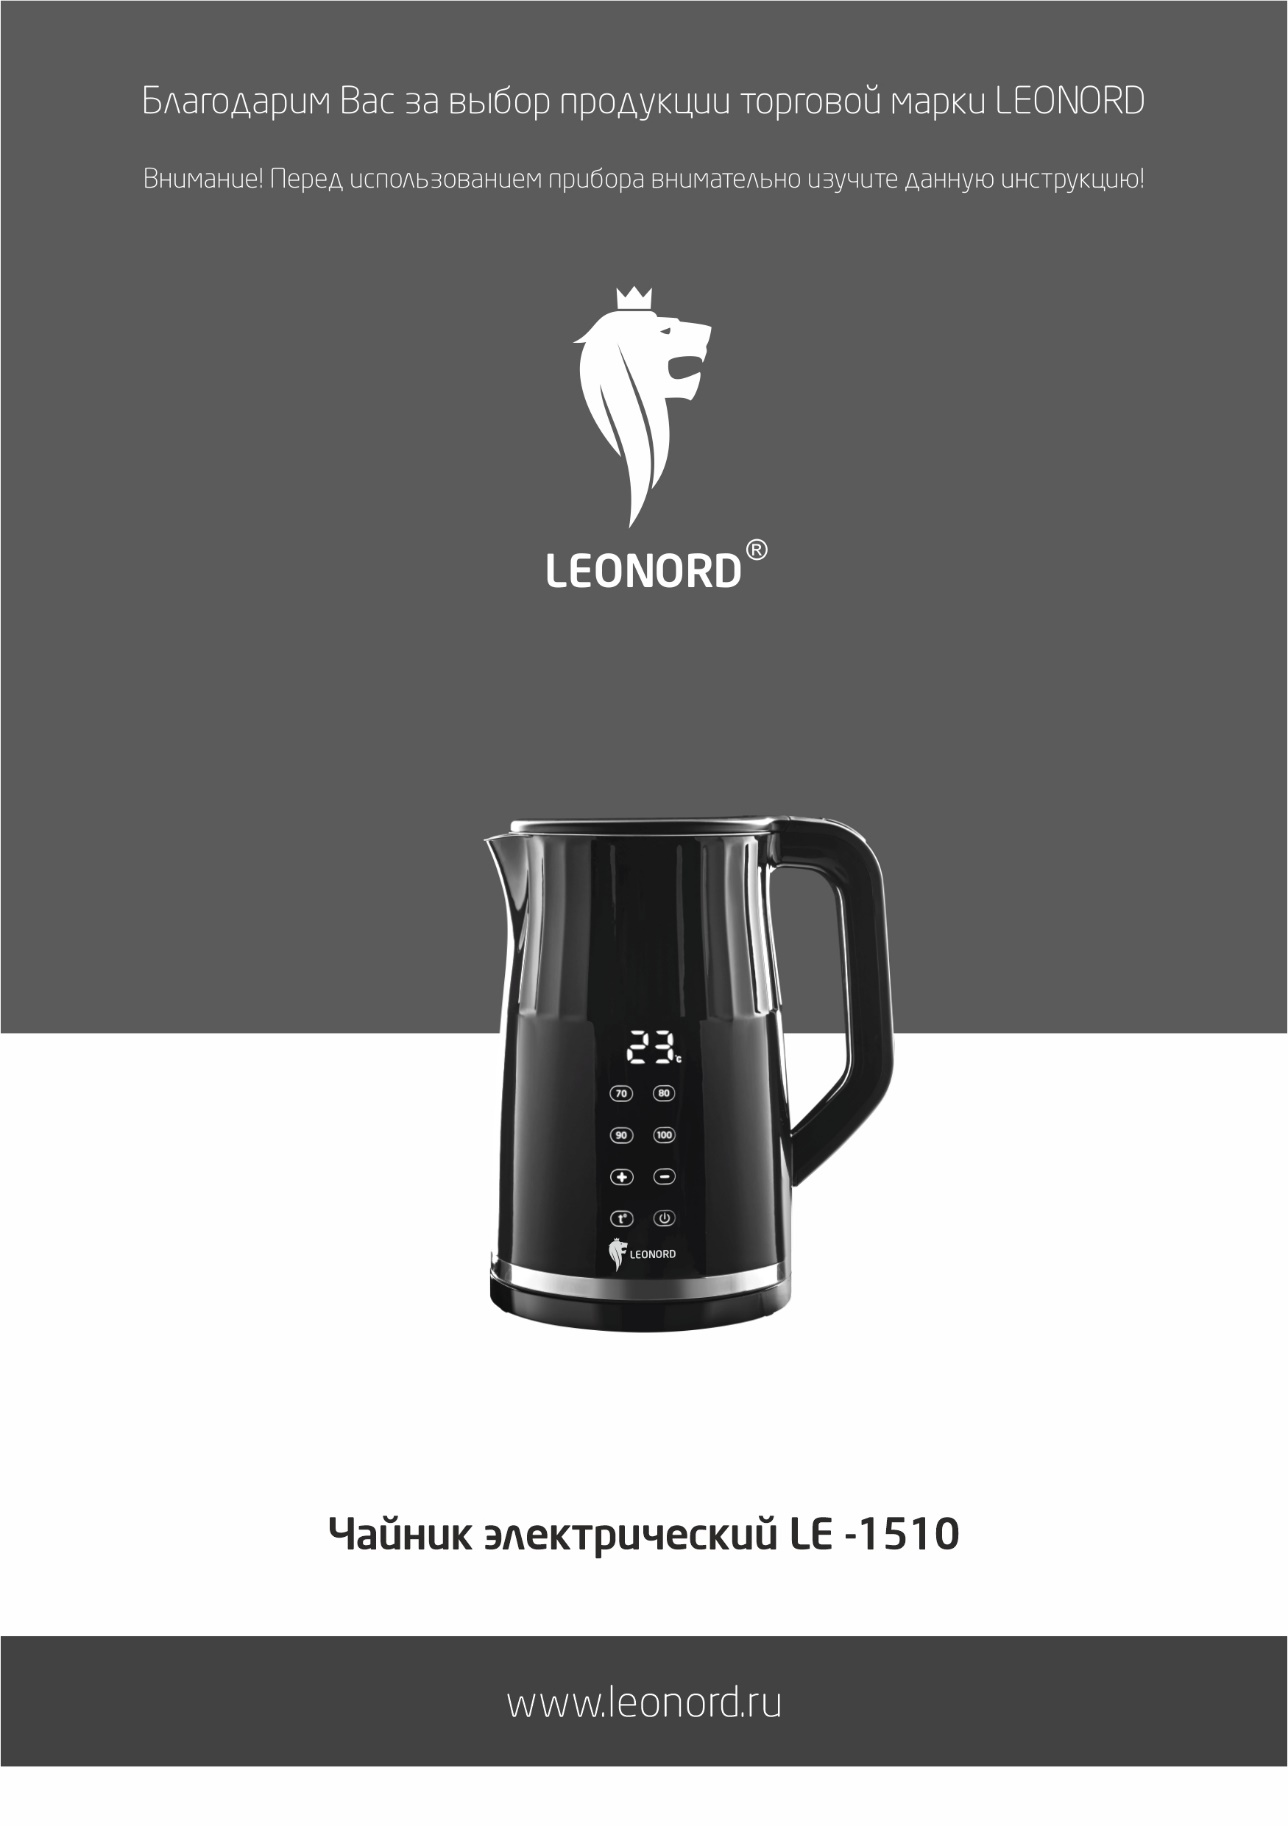 Благодарим Вас за выбор продукции торговой марки LEONORD
Внимание! Перед использованием прибора внимательно изучите данную инструкцию!
LEONORD®
23 °C
70 80
90 100
+ −
t°
LEONORD
Чайник электрический LE -1510
www.leonord.ru